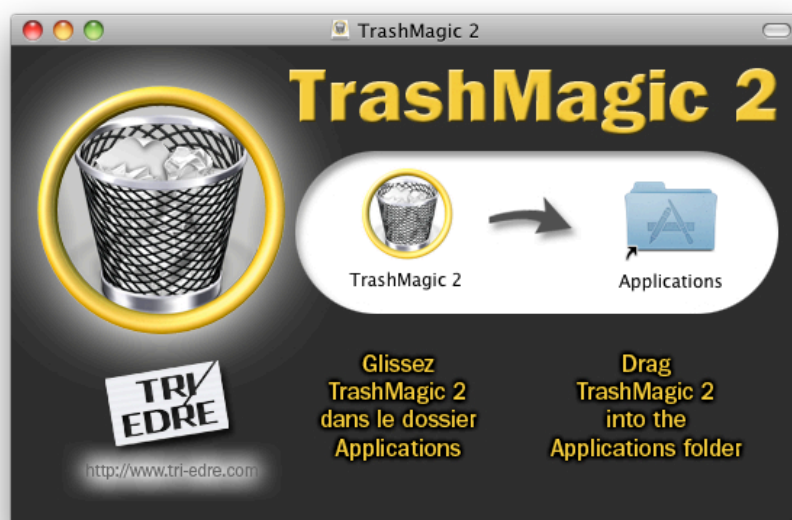 TrashMagic 2
TrashMagic 2
TrashMagic 2
Applications
TRI
EDRE
http://www.tri-edre.com
Glissez
TrashMagic 2
dans le dossier
Applications
Drag
TrashMagic 2
into the
Applications folder